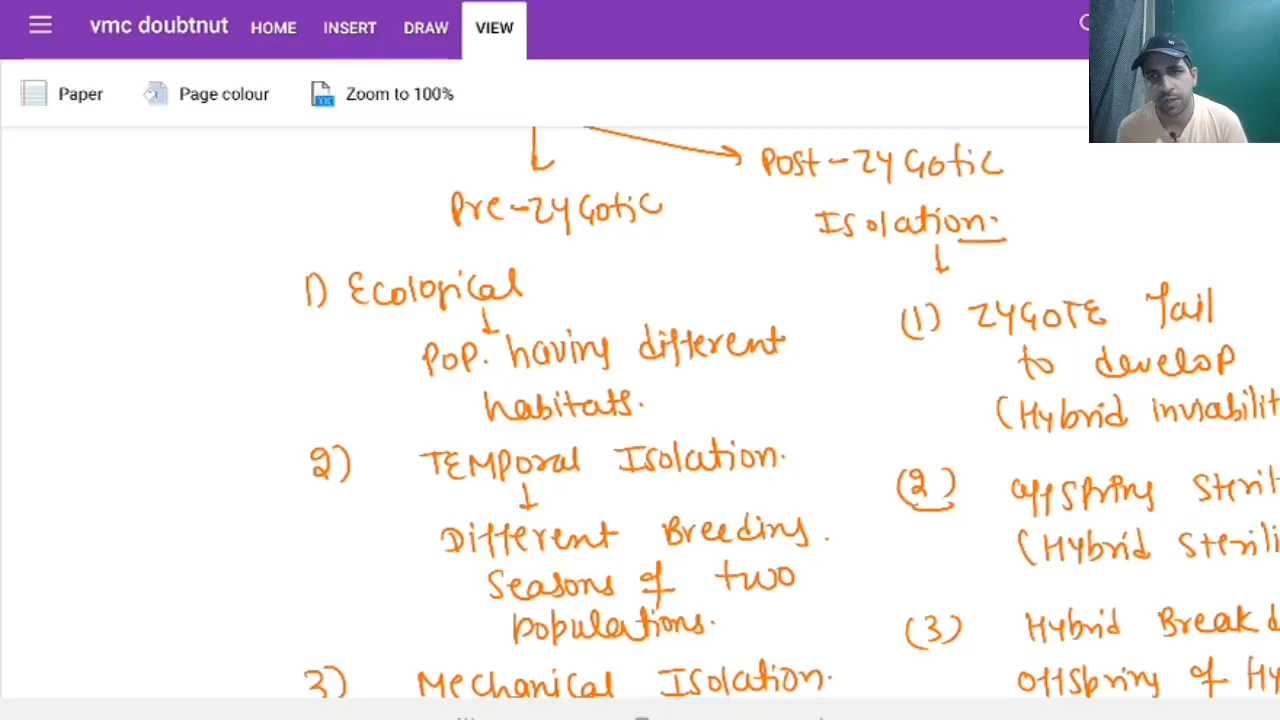 vmc doubtnut HOME INSERT DRAW VIEW
Paper Page colour Zoom to 100%
Pre-ZYGotic
1) Ecological
POP. having different
habitats.
2) TEMPoral Isolation.
Different Breeding.
Seasons of two
populations.
3) Mechanical Isolation.
Post-ZYGotic
Isolation.
(1) ZYGOTE fail
to develop
(Hybrid inviabilit
(2) offspring steril
(Hybrid sterili
(3) Hybrid Breakd
offspring of Hy